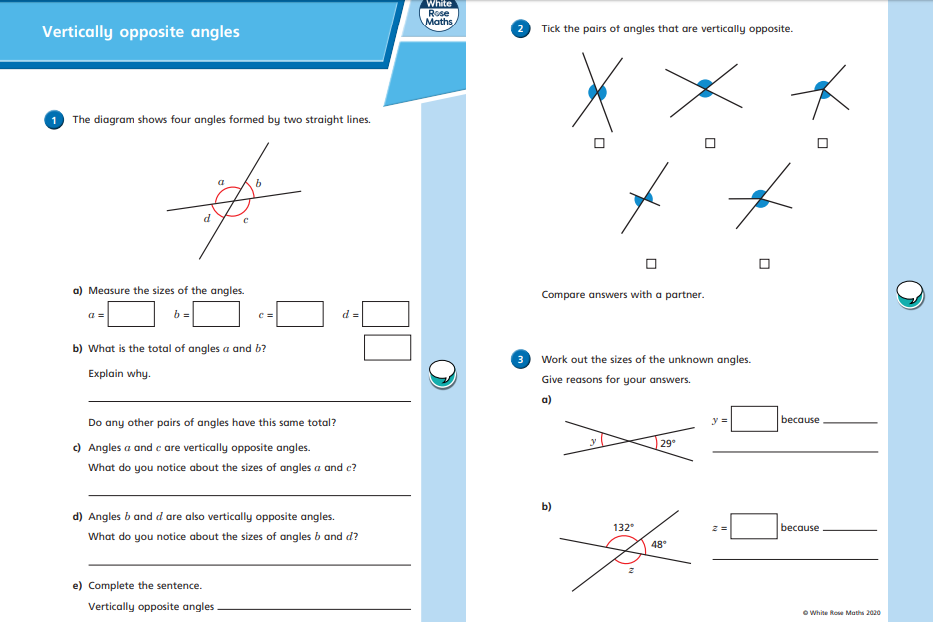 Vertically opposite angles
White
Rose
Maths
1 The diagram shows four angles formed by two straight lines.
a b
d c
a) Measure the sizes of the angles.
a = b = c = d =
b) What is the total of angles a and b?
Explain why.
Do any other pairs of angles have this same total?
c) Angles a and c are vertically opposite angles.
What do you notice about the sizes of angles a and c?
d) Angles b and d are also vertically opposite angles.
What do you notice about the sizes of angles b and d?
e) Complete the sentence.
Vertically opposite angles
2 Tick the pairs of angles that are vertically opposite.
Compare answers with a partner.
3 Work out the sizes of the unknown angles.
Give reasons for your answers.
a)
y 29°
y = because
b)
132°
48°
z
z = because
© White Rose Maths 2020